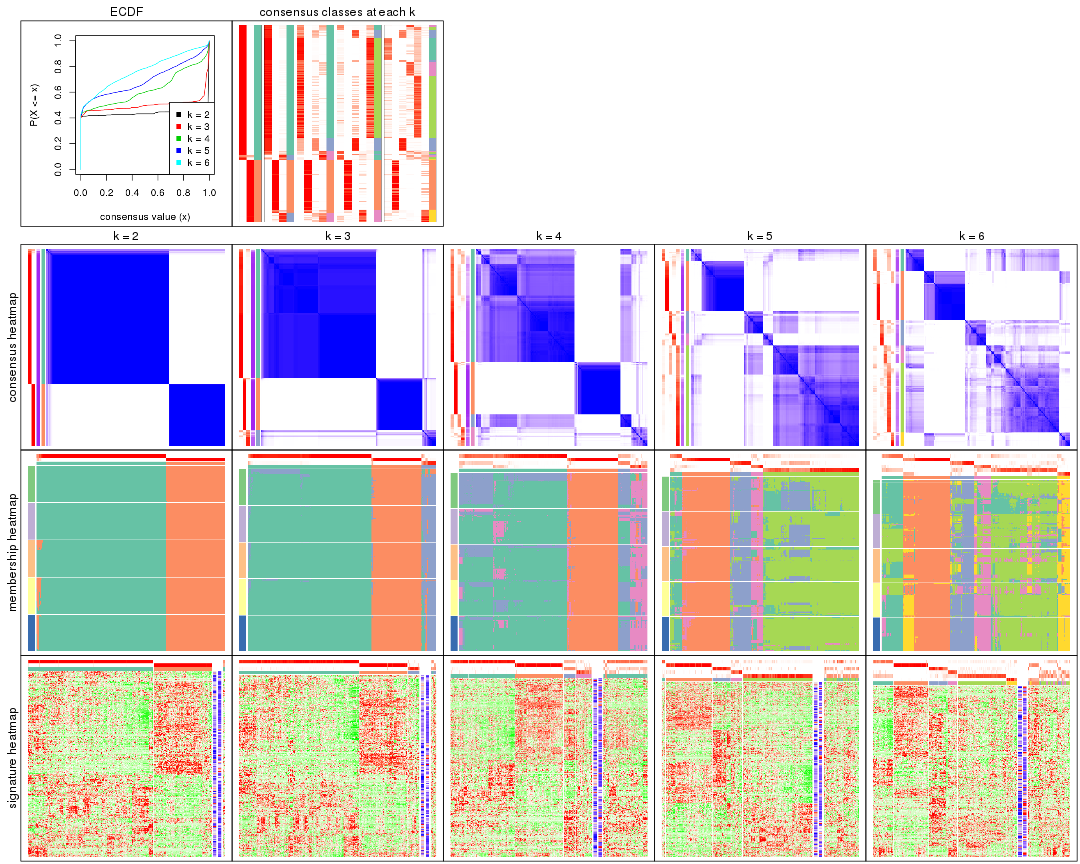 ECDF
consensus classes at each k
P(X <= x)
0.0
0.2
0.4
0.6
0.8
1.0
k = 2
k = 3
k = 4
k = 5
k = 6
0.0 0.2 0.4 0.6 0.8 1.0
consensus value (x)
k = 2
k = 3
k = 4
k = 5
k = 6
consensus heatmap
membership heatmap
signature heatmap